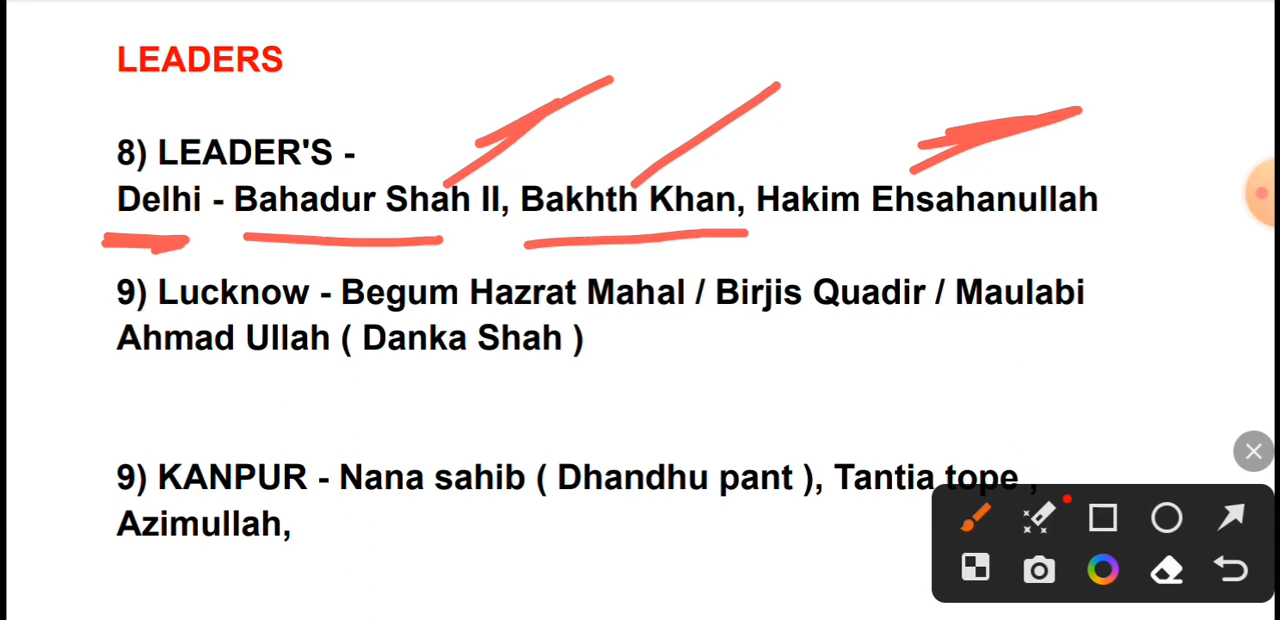 LEADERS
8) LEADER'S -
Delhi - Bahadur Shah II, Bakhth Khan, Hakim Ehsahanullah
9) Lucknow - Begum Hazrat Mahal / Birjis Quadir / Maulabi
Ahmad Ullah ( Danka Shah )
9) KANPUR - Nana sahib ( Dhandhu pant ), Tantia tope ,
Azimullah,